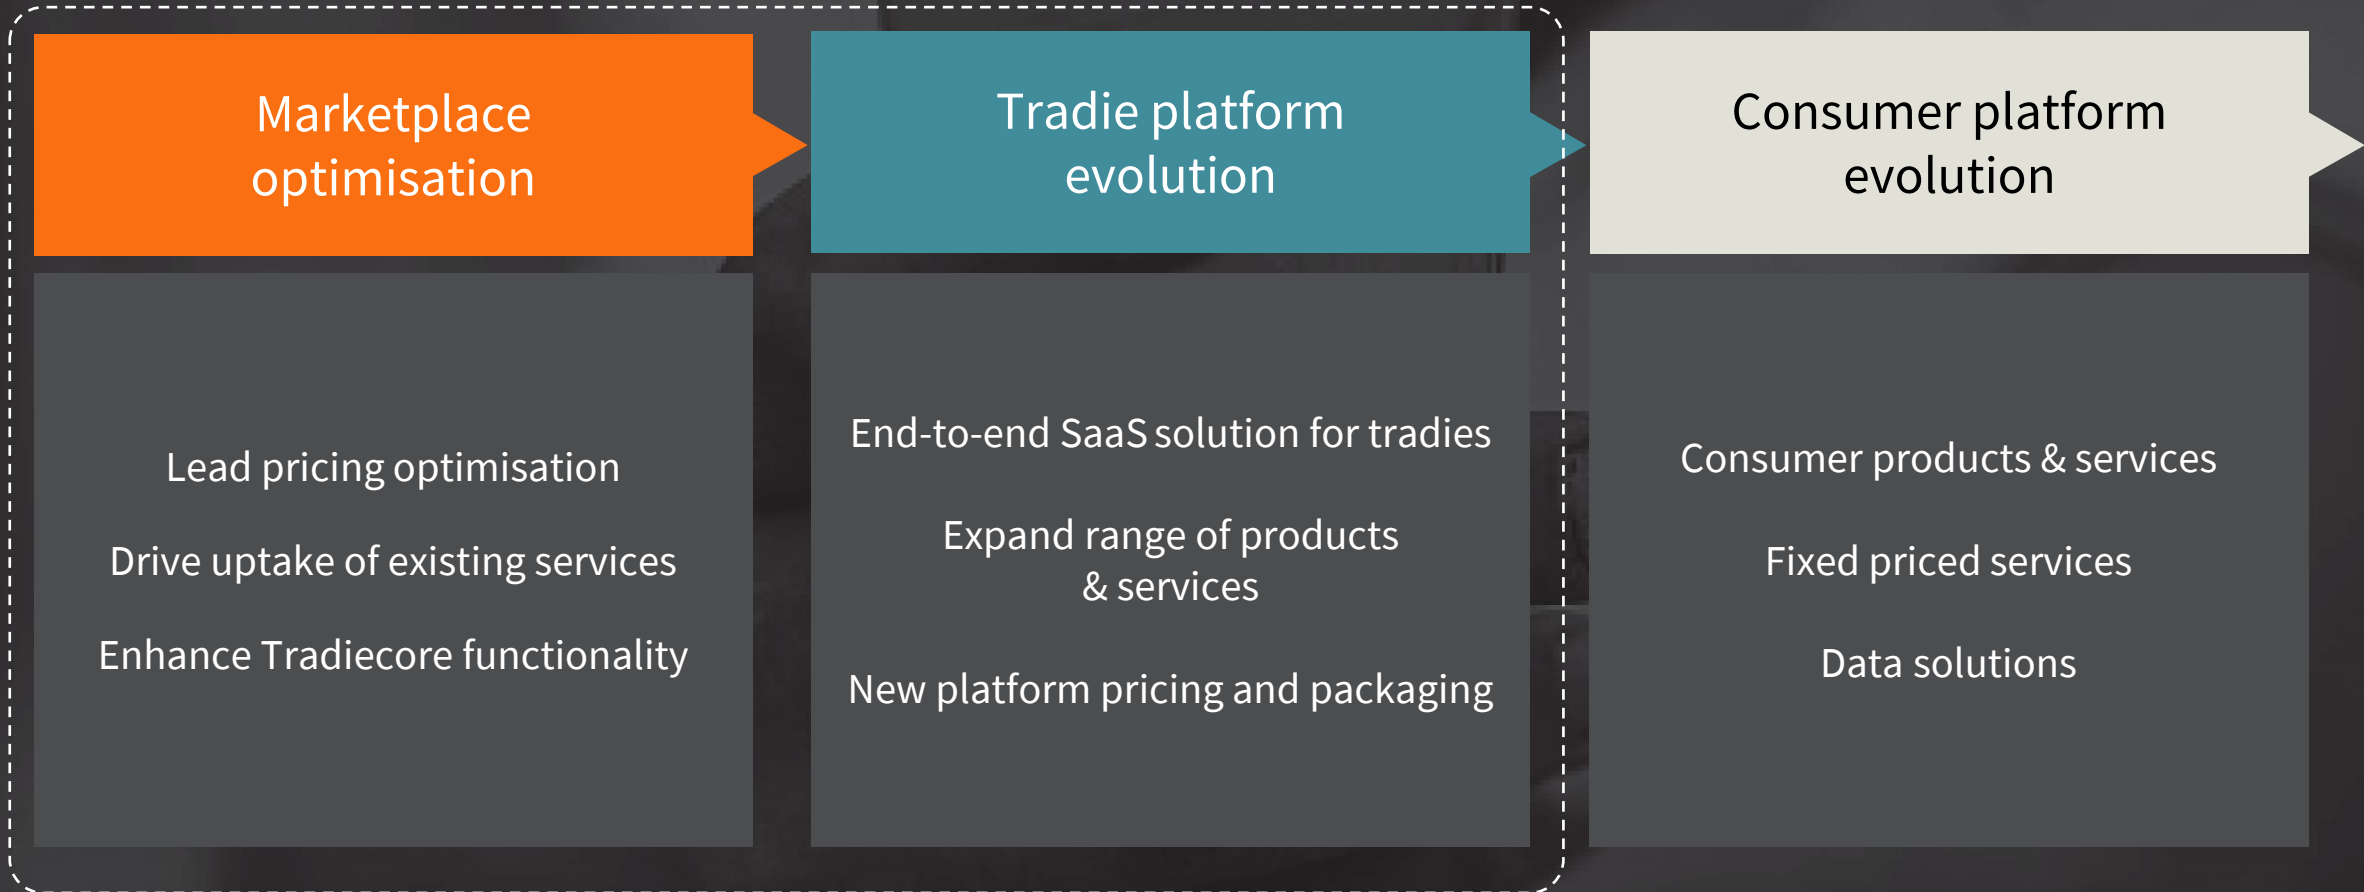 Marketplace
optimisation
Lead pricing optimisation
Drive uptake of existing services
Enhance Tradiecore functionality
Tradie platform
evolution
End-to-end SaaS solution for tradies
Expand range of products
& services
New platform pricing and packaging
Consumer platform
evolution
Consumer products & services
Fixed priced services
Data solutions